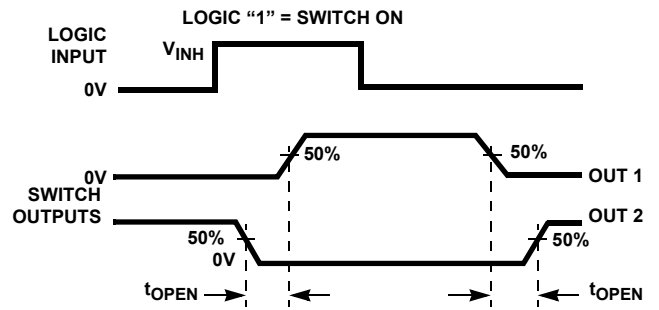 LOGIC “1” = SWITCH ON
LOGIC
INPUT
VINH
0V
50%
50%
0V
OUT 1
SWITCH
OUTPUTS
OUT 2
50%
0V
50%
tOPEN
tOPEN